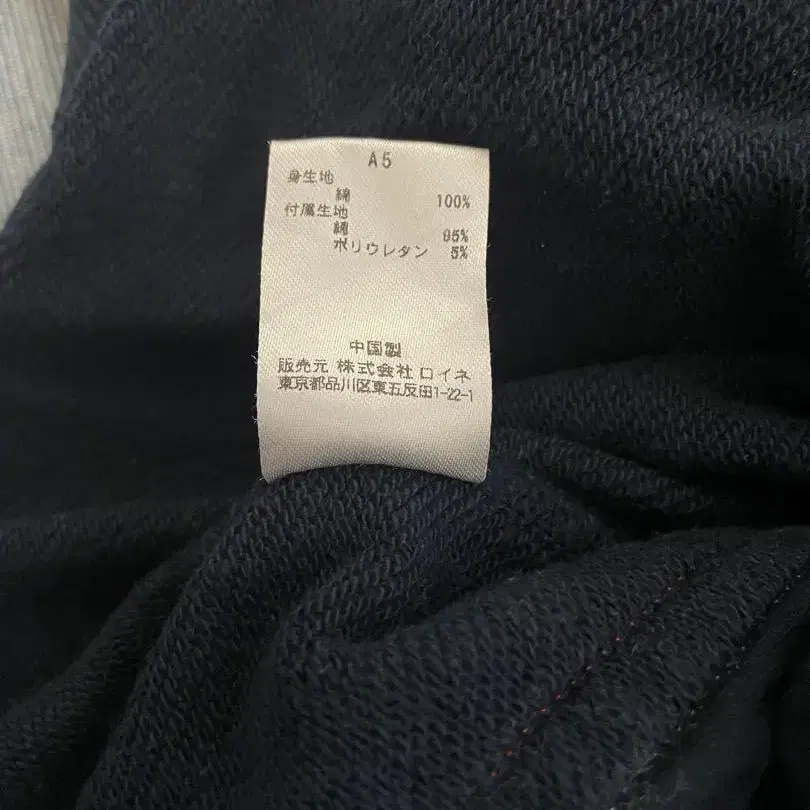 A5
身生地
綿 100%
付属生地
綿 95%
ポリウレタン 5%
中国製
販売元 株式会社 ロイネ
東京都品川区東五反田1-22-1